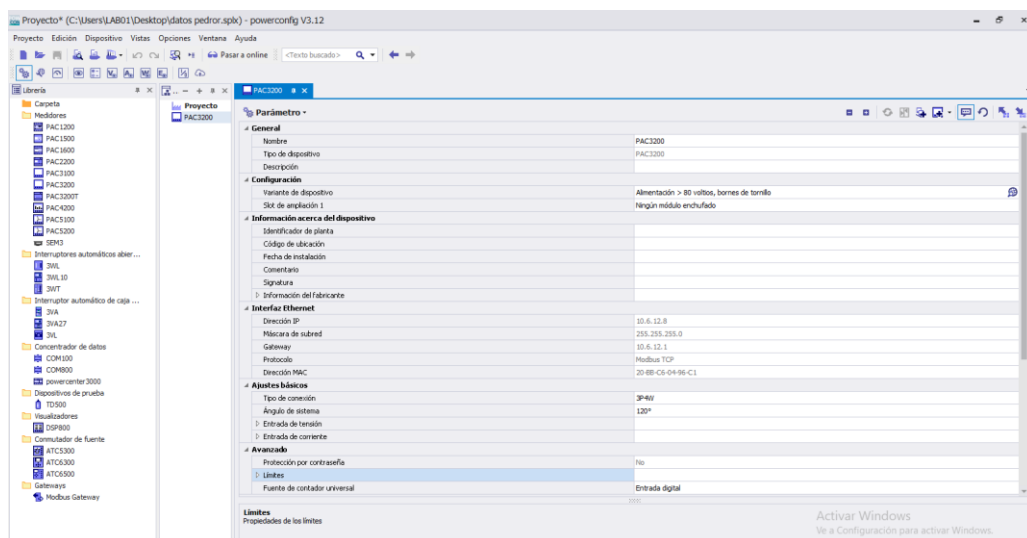 Proyecto* (C:\Users\LAB01\Desktop\datos pedror.splx) - powerconfig V3.12
Proyecto Edición Dispositivo Vistas Opciones Ventana Ayuda
Pasar a online <Texto buscado>
Librería
PAC3200
Carpeta
Medidores
PAC1200
PAC1500
PAC1600
PAC2200
PAC3100
PAC3200
PAC3200T
PAC4200
PAC5100
PAC5200
SEM3
Interruptores automáticos abier...
3WL
3WL10
3WT
Interruptor automático de caja ...
3VA
3VA27
3VL
Concentrador de datos
COM100
COM800
powercenter3000
Dispositivos de prueba
TD500
Visualizadores
DSP800
Conmutador de fuente
ATC5300
ATC6300
ATC6500
Gateways
Modbus Gateway
Proyecto
PAC3200
Parámetro
General
Nombre PAC3200
Tipo de dispositivo PAC3200
Descripción
Configuración
Variante de dispositivo Alimentación > 80 voltios, bornes de tornillo
Slot de ampliación 1 Ningún módulo enchufado
Información acerca del dispositivo
Identificador de planta
Código de ubicación
Fecha de instalación
Comentario
Signatura
Información del fabricante
Interfaz Ethernet
Dirección IP 10.6.12.8
Máscara de subred 255.255.255.0
Gateway 10.6.12.1
Protocolo Modbus TCP
Dirección MAC 20-BB-C6-04-96-C1
Ajustes básicos
Tipo de conexión 3P4W
Ángulo de sistema 120°
Entrada de tensión
Entrada de corriente
Avanzado
Protección por contraseña No
Límites
Fuente de contador universal Entrada digital
Límites
Propiedades de los límites
Activar Windows
Ve a Configuración para activar Windows.